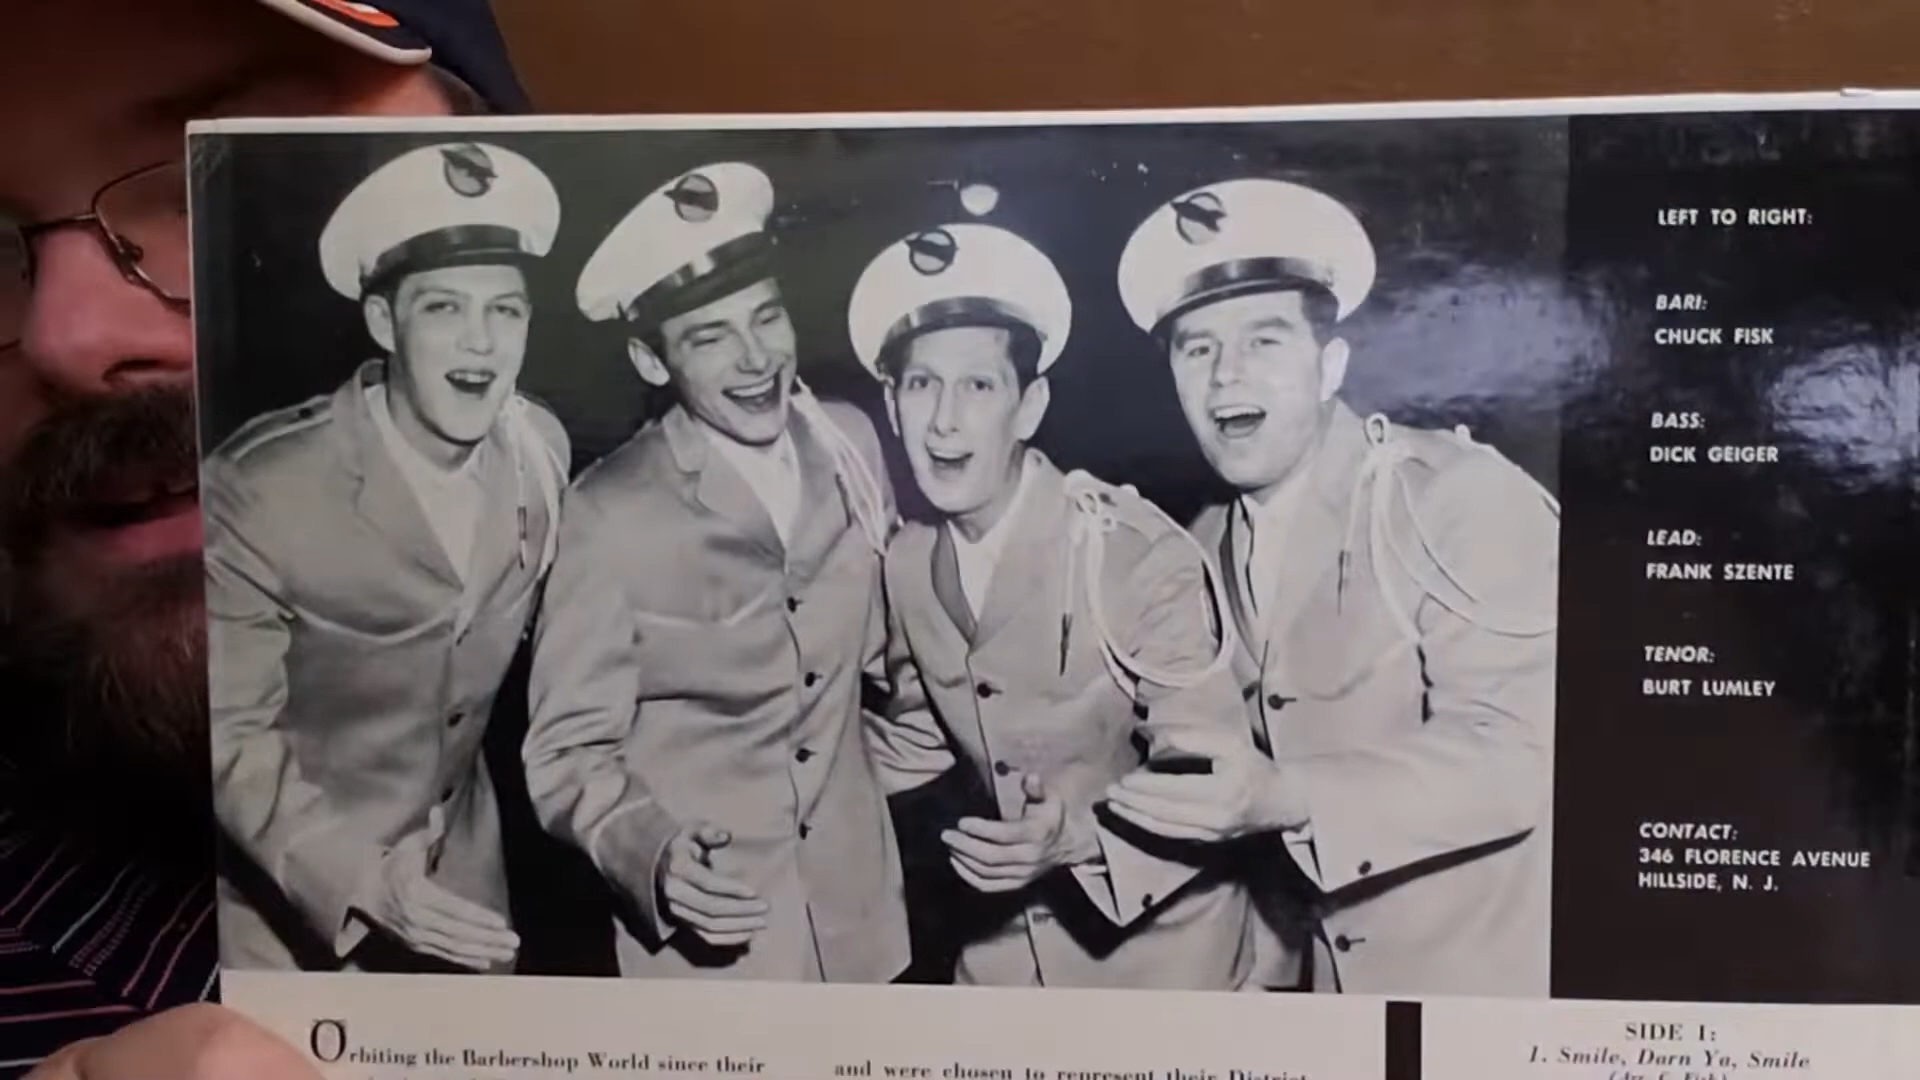 LEFT TO RIGHT:
BARI:
CHUCK FISK
BASS:
DICK GEIGER
LEAD:
FRANK SZENTE
TENOR:
BURT LUMLEY
CONTACT:
346 FLORENCE AVENUE
HILLSIDE, N. J.
Orbiting the Barbershop World since their
and were chosen to represent their District
SIDE 1:
1. Smile, Darn Ya, Smile
(Arr. C. Fisk)